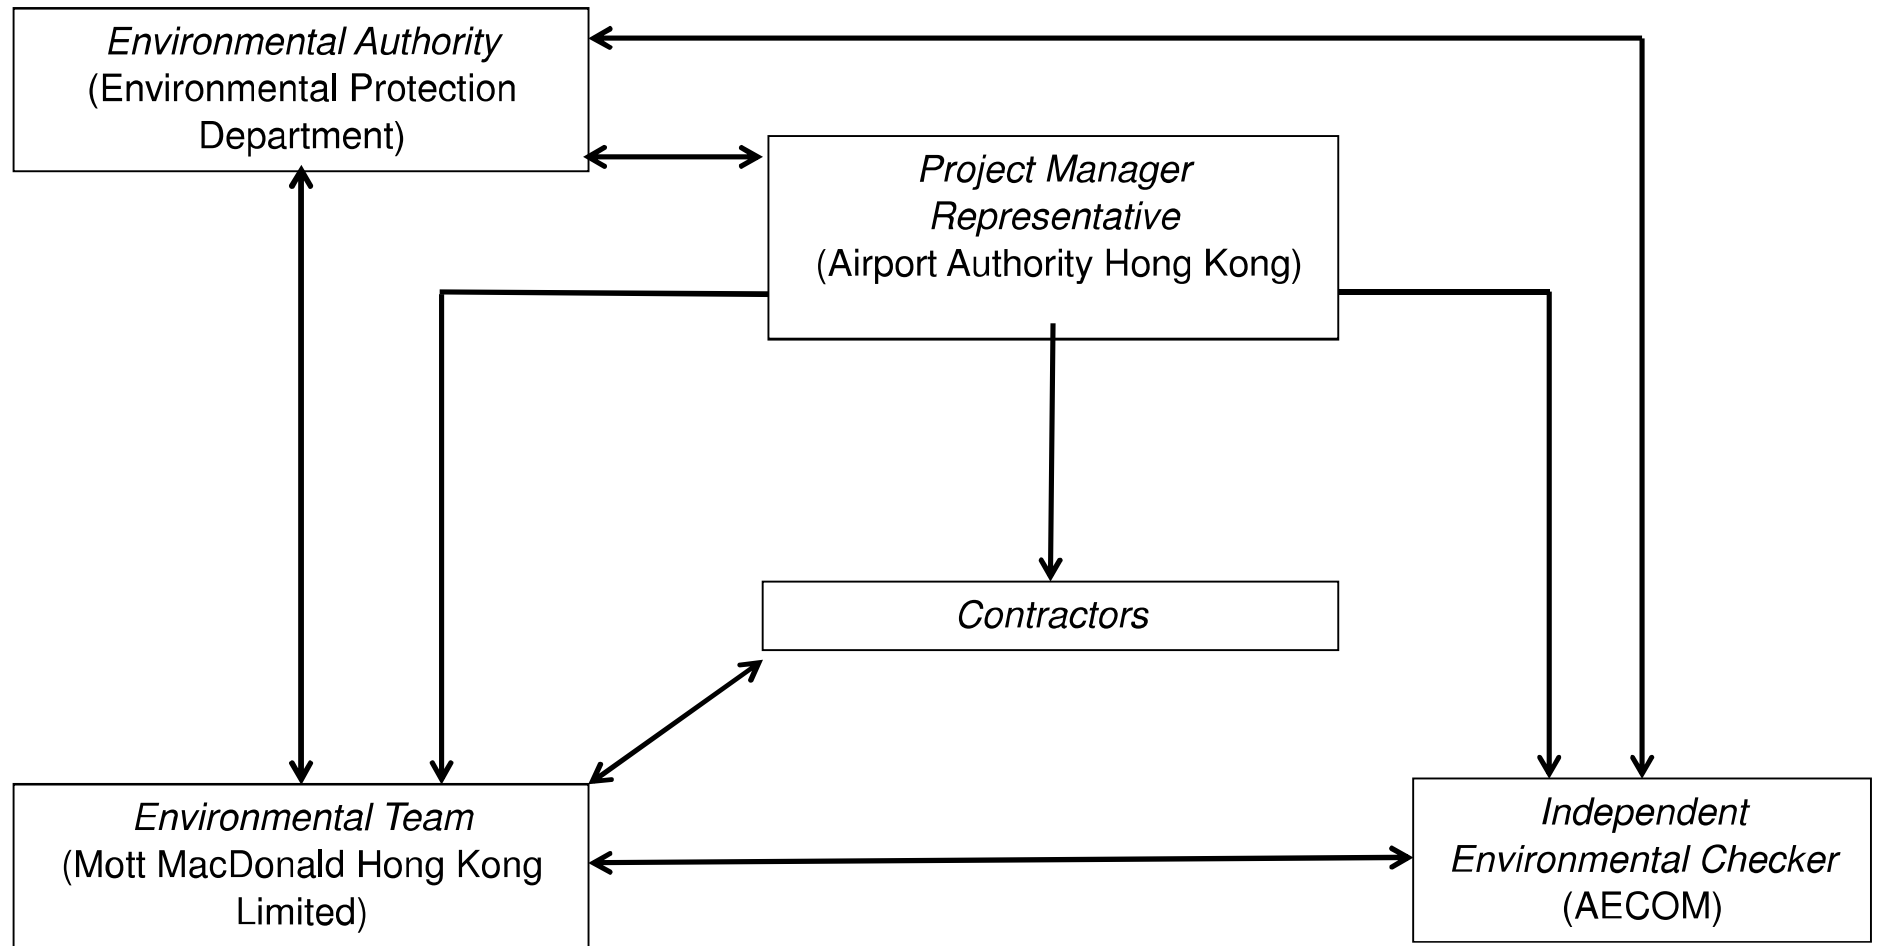 Environmental Authority
(Environmental Protection
Department)
Project Manager
Representative
(Airport Authority Hong Kong)
Contractors
Environmental Team
(Mott MacDonald Hong Kong
Limited)
Independent
Environmental Checker
(AECOM)